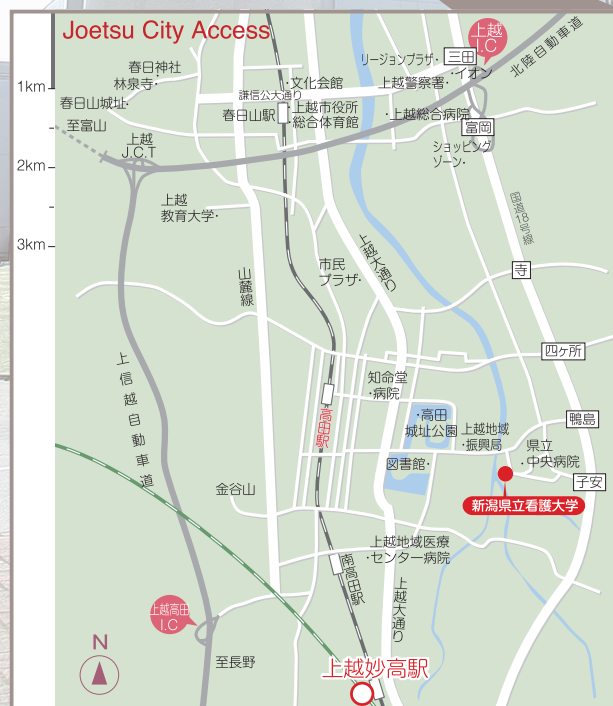 Joetsu City Access
上越
I.C
北陸自動車道
リージョンプラザ・
三田
・イオン
上越警察署・
春日神社
林泉寺・
・文化会館
1km
謙信公大通り
春日山城址・
春日山駅
・上越市役所
・総合体育館
・上越総合病院
富岡
至富山
上越
J.C.T
ショッピング
ゾーン・
2km
国道18号線
上越
教育大学・
3km
上越大通り
市民
プラザ・
山麓線
寺
四ヶ所
上信越自動車道
知命堂
・病院
高田駅
・高田
城址公園
上越地域
・振興局
鴨島
県立
・中央病院
図書館・
子安
金谷山
新潟県立看護大学
上越地域医療
・センター病院
南高田駅
上越大通り
上越高田
I.C
N
至長野
上越妙高駅